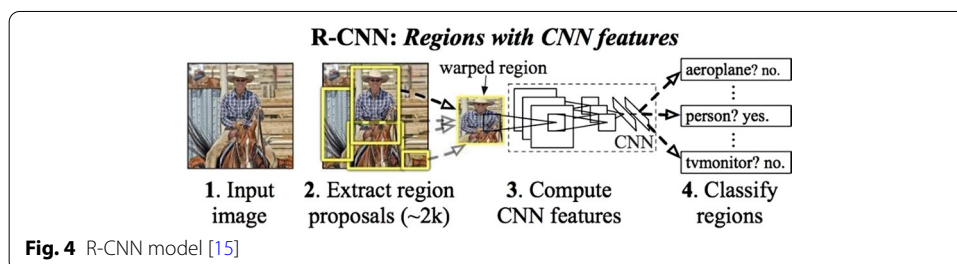 R-CNN: Regions with CNN features
warped region
aeroplane? no.
⋮
person? yes.
⋮
tvmonitor? no.
CNN
1. Input
image
2. Extract region
proposals (~2k)
3. Compute
CNN features
4. Classify
regions
Fig. 4 R-CNN model [15]